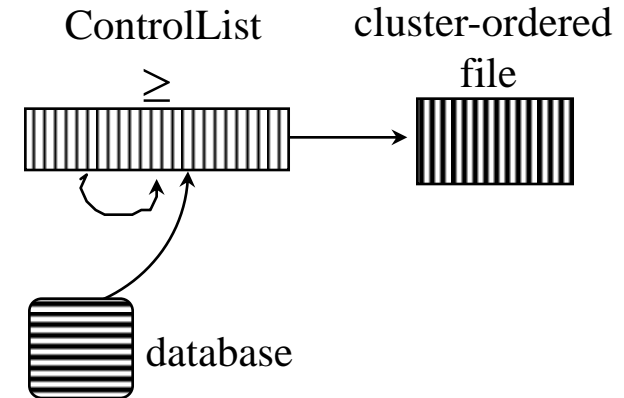 ControlList
≥
cluster-ordered
file
database